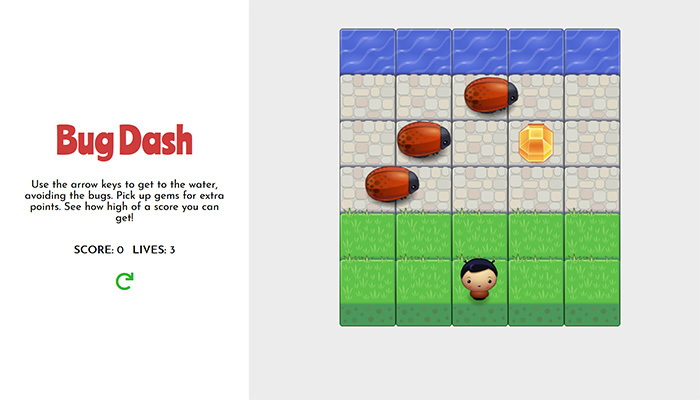 Bug Dash
Use the arrow keys to get to the water,
avoiding the bugs. Pick up gems for extra
points. See how high of a score you can
get!
SCORE: 0 LIVES: 3